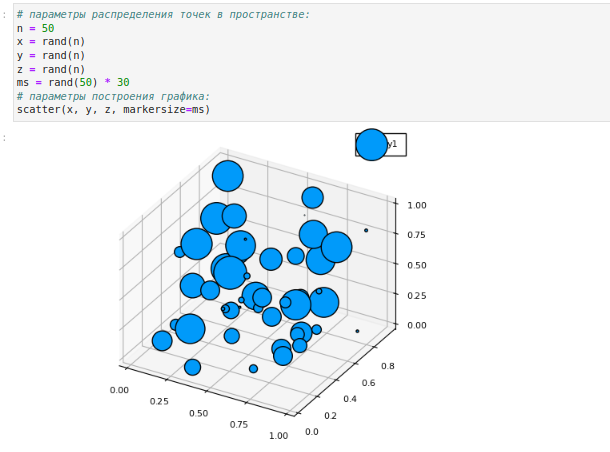 :
# параметры распределения точек в пространстве:
n = 50
x = rand(n)
y = rand(n)
z = rand(n)
ms = rand(50) * 30
# параметры построения графика:
scatter(x, y, z, markersize=ms)
:
y1
1.00
0.75
0.50
0.25
0.00
0.8
0.6
0.4
0.2
0.0
0.00
0.25
0.50
0.75
1.00